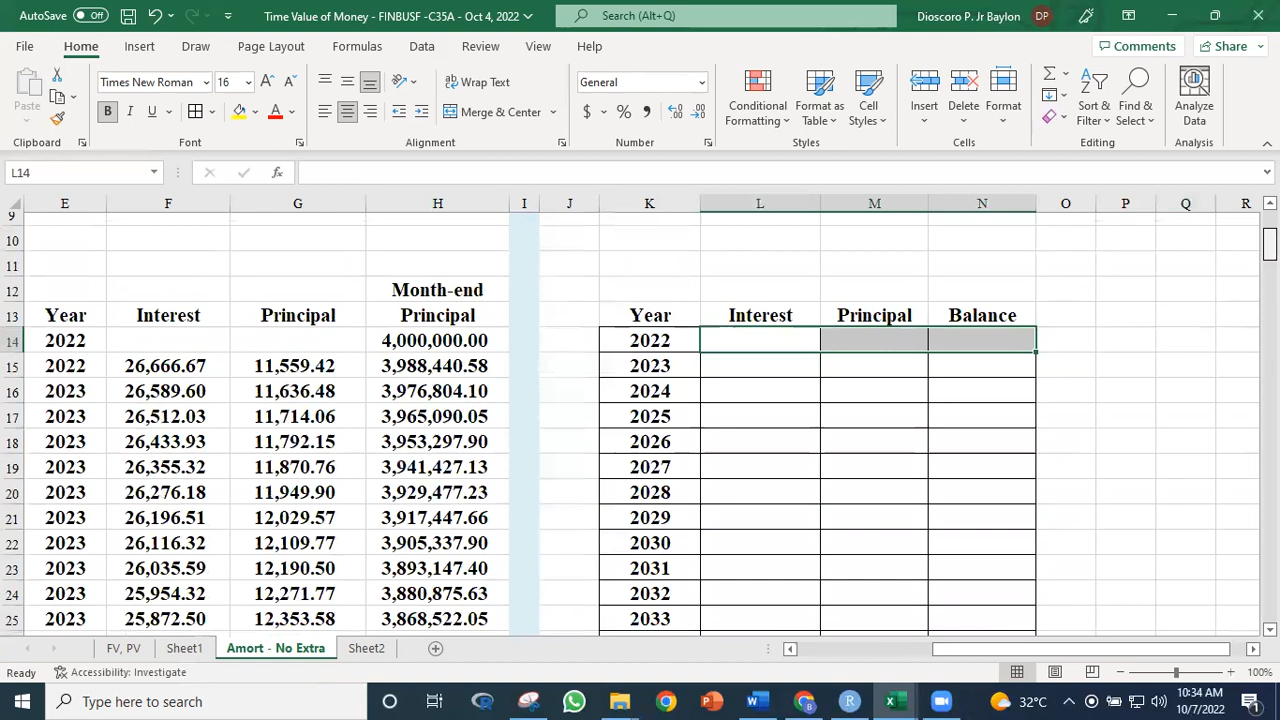 AutoSave Off Time Value of Money - FINBUSF -C35A - Oct 4, 2022 Search (Alt+Q) Dioscoro P. Jr Baylon DP
File Home Insert Draw Page Layout Formulas Data Review View Help Comments Share
Times New Roman 16 Wrap Text General
Paste B I U A Merge & Center $ % Conditional Formatting Format as Table Cell Styles Insert Delete Format Sort & Filter Find & Select Analyze Data
Clipboard Font Alignment Number Styles Cells Editing Analysis
L14 fx
E F G H I J K L M N O P Q R
9
10
11
12 Month-end
13 Year Interest Principal Principal Year Interest Principal Balance
14 2022 4,000,000.00 2022
15 2022 26,666.67 11,559.42 3,988,440.58 2023
16 2023 26,589.60 11,636.48 3,976,804.10 2024
17 2023 26,512.03 11,714.06 3,965,090.05 2025
18 2023 26,433.93 11,792.15 3,953,297.90 2026
19 2023 26,355.32 11,870.76 3,941,427.13 2027
20 2023 26,276.18 11,949.90 3,929,477.23 2028
21 2023 26,196.51 12,029.57 3,917,447.66 2029
22 2023 26,116.32 12,109.77 3,905,337.90 2030
23 2023 26,035.59 12,190.50 3,893,147.40 2031
24 2023 25,954.32 12,271.77 3,880,875.63 2032
25 2023 25,872.50 12,353.58 3,868,522.05 2033
FV, PV Sheet1 Amort - No Extra Sheet2
Ready Accessibility: Investigate 100%
Type here to search 32°C 10:34 AM
10/7/2022